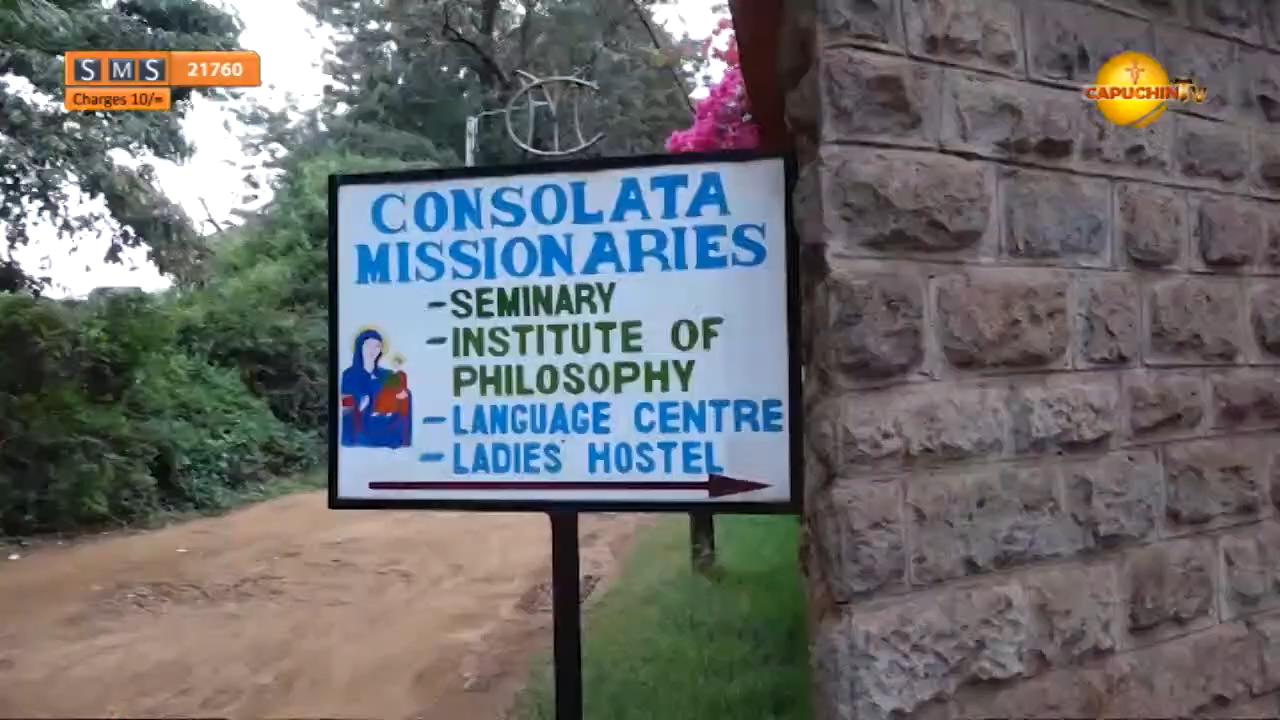 SMS 21760
Charges 10/=
CAPUCHIN TV
CONSOLATA
MISSIONARIES
-SEMINARY
-INSTITUTE OF
PHILOSOPHY
-LANGUAGE CENTRE
-LADIES HOSTEL